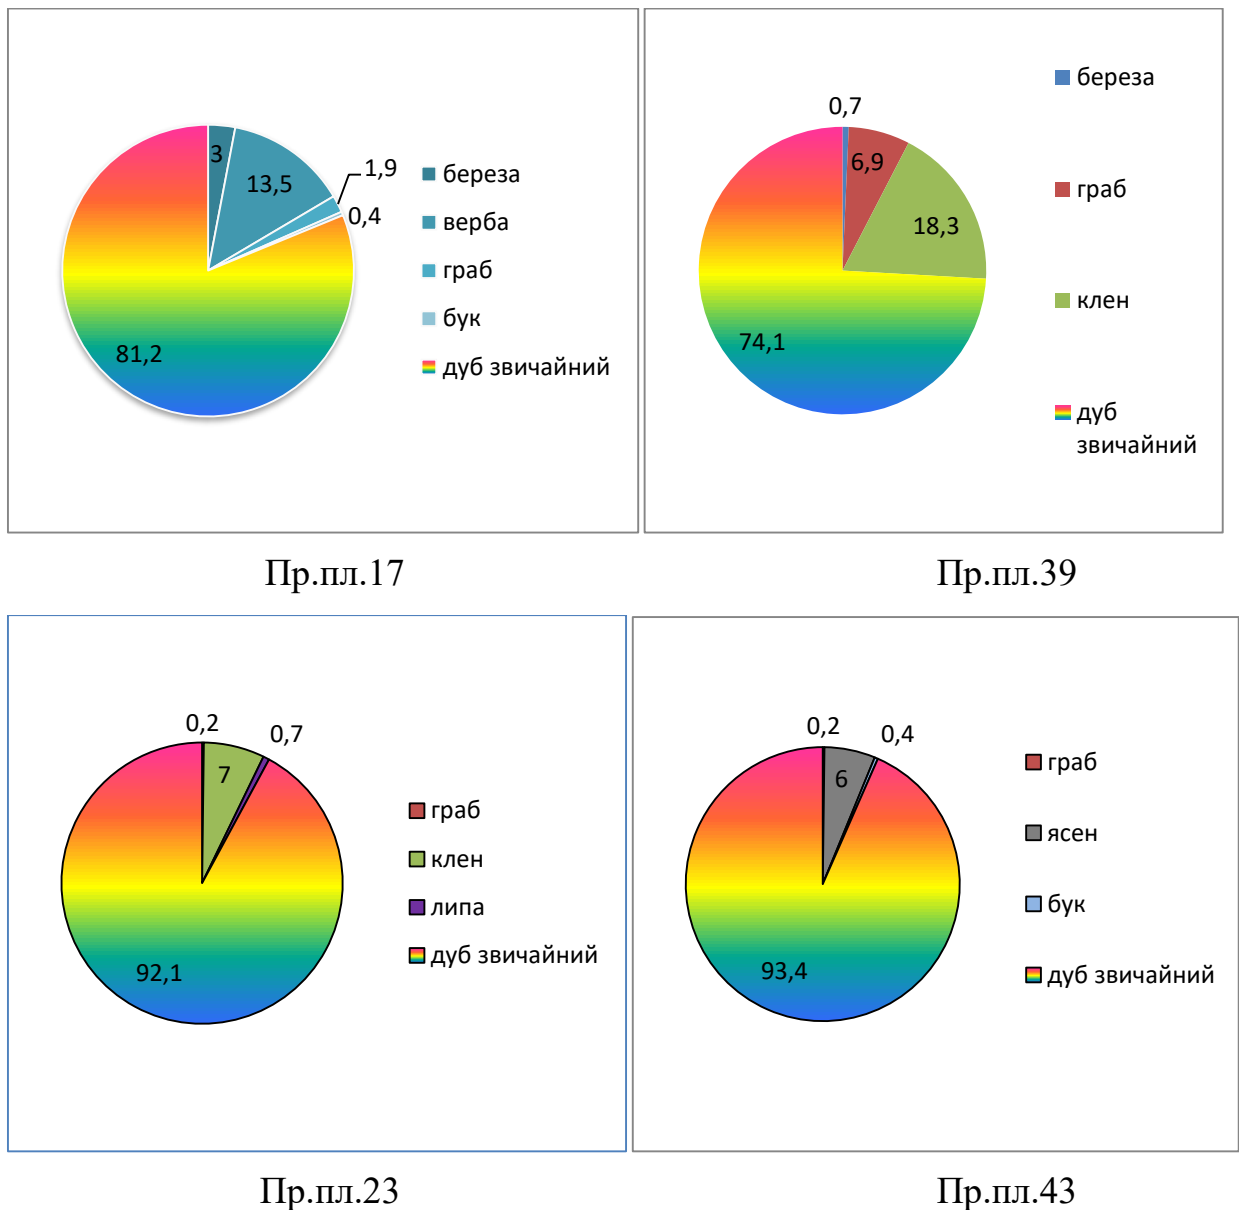 3
13,5
1,9
0,4
81,2
береза
верба
граб
бук
дуб звичайний
0,7
6,9
18,3
74,1
береза
граб
клен
дуб
звичайний
Пр.пл.17
Пр.пл.39
0,2
7
0,7
92,1
граб
клен
липа
дуб звичайний
0,2
6
0,4
93,4
граб
ясен
бук
дуб звичайний
Пр.пл.23
Пр.пл.43